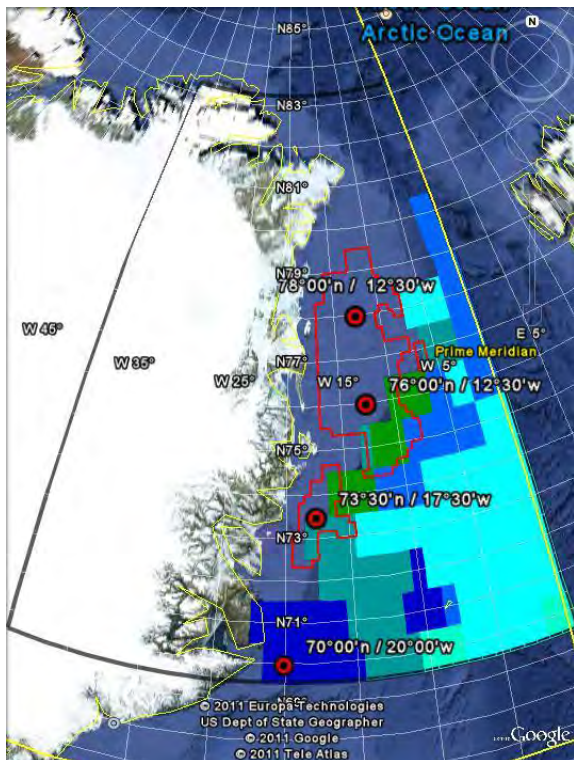 Arctic Ocean
N
N85°
Arctic Ocean
N83°
N81°
N79°
78°00'n / 12°30'w
W 45°
W 35°
E 5°
Prime Meridian
N77°
W 25°
W 15°
W 5°
76°00'n / 12°30'w
N75°
73°30'n / 17°30'w
N73°
N71°
70°00'n / 20°00'w
© 2011 Europa Technologies
US Dept of State Geographer
© 2011 Google
© 2011 Tele Atlas
Google